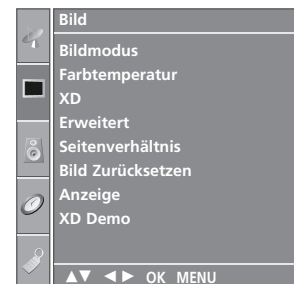 Bild
Bildmodus
Farbtemperatur
XD
Erweitert
Seitenverhältnis
Bild Zurücksetzen
Anzeige
XD Demo
▲▼ ◄► OK MENU